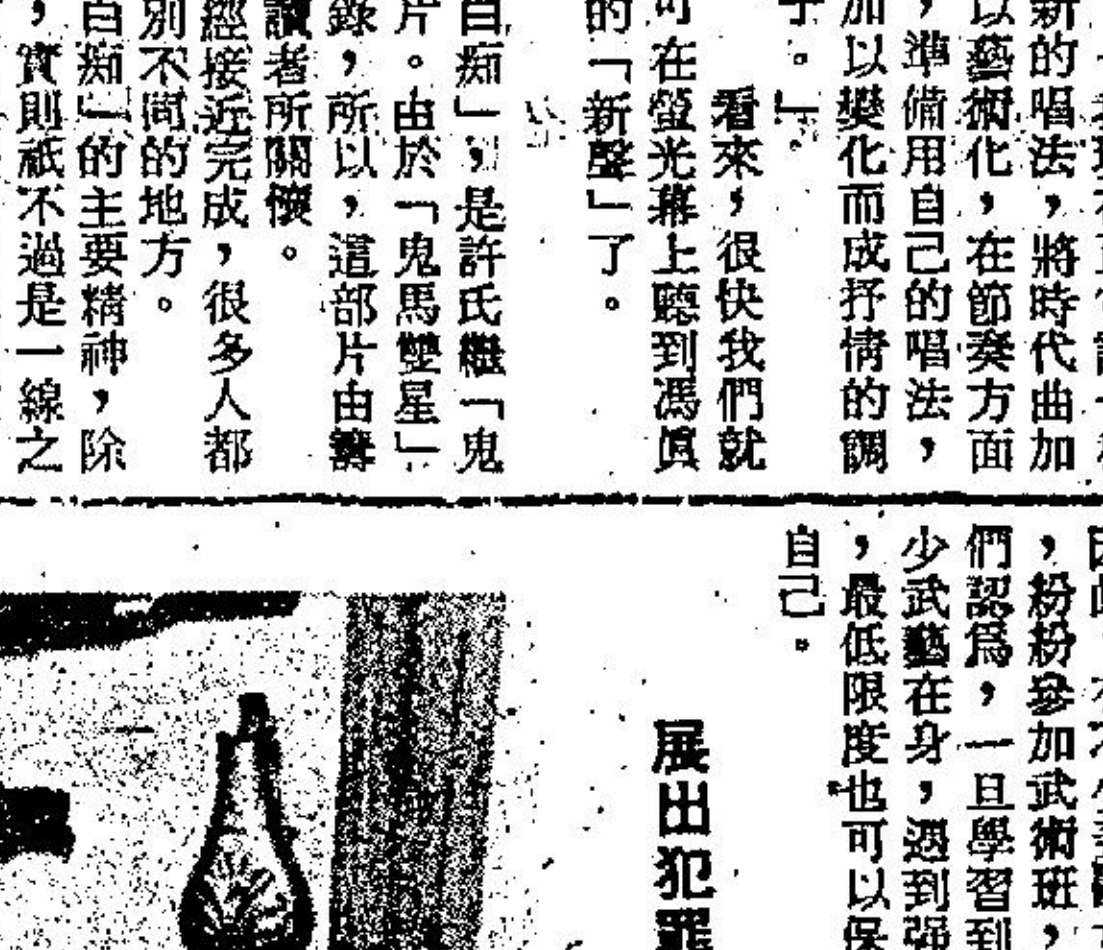 新的唱法，將時代曲加
以藝術化，在節奏方面
，準備用自己的唱法，
加以變化而成抒情的調
子。」
看來，很快我們就
可在螢光幕上聽到馮眞
的「新聲」了。
白痴」，是許氏繼「鬼
片。由於「鬼馬雙星」
錄，所以，這部片由籌
讀者所關懷。
經接近完成，很多人都
別不同的地方。
白痴」的主要精神，除
，實則祇不過是一線之
，紛紛參加武術班，
們認爲，一旦學習到
少武藝在身，遇到强
，最低限度也可以保
自己。
展出犯罪